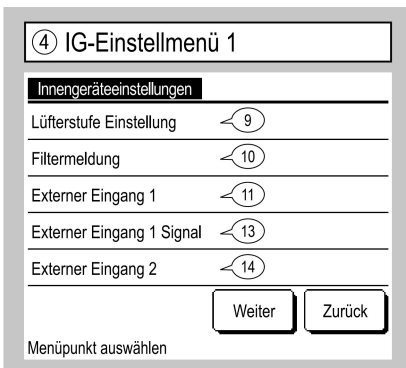 ④ IG-Einstellmenü 1
Innengeräteeinstellungen
Lüfterstufe Einstellung 9
Filtermeldung 10
Externer Eingang 1 11
Externer Eingang 1 Signal 13
Externer Eingang 2 14
Weiter Zurück
Menüpunkt auswählen